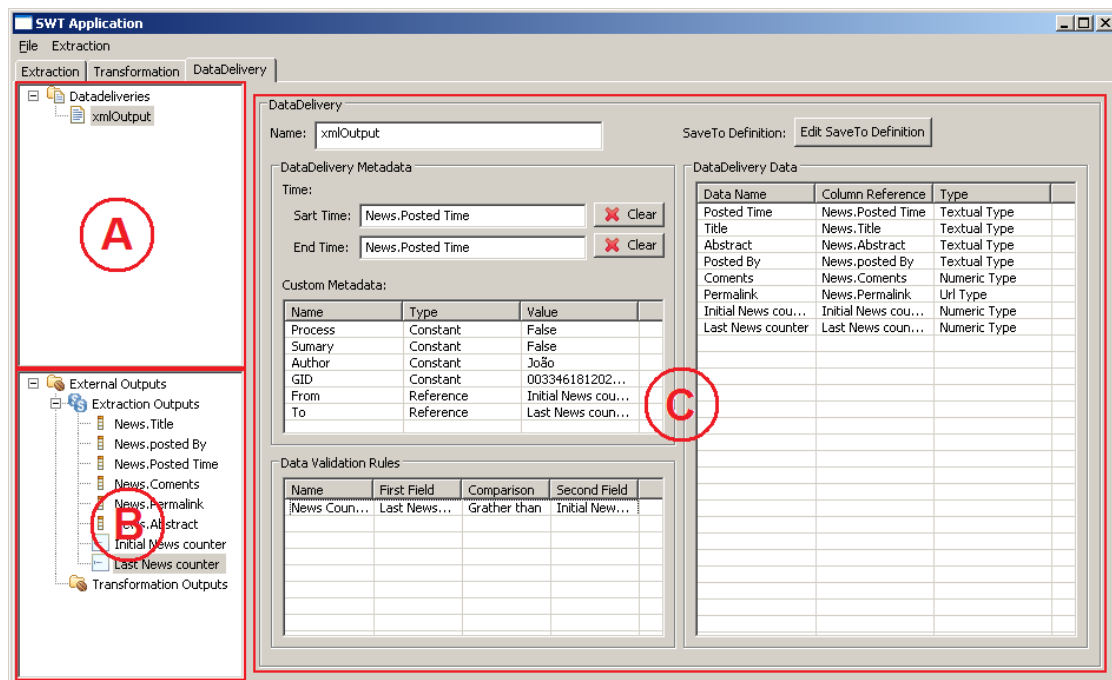 SWT Application
File Extraction
Extraction Transformation DataDelivery
Datadeliveries
xmlOutput
A
External Outputs
Extraction Outputs
News.Title
News.posted By
News.Posted Time
News.Coments
News.Permalink
News.Abstract
B
Initial News counter
Last News counter
Transformation Outputs
DataDelivery
Name: xmlOutput
SaveTo Definition: Edit SaveTo Definition
DataDelivery Metadata
Time:
Sart Time: News.Posted Time Clear
End Time: News.Posted Time Clear
Custom Metadata:
Name Type Value
Process Constant False
Sumary Constant False
Author Constant João
GID Constant 003346181202...
From Reference Initial News cou...
To Reference Last News coun...
C
Data Validation Rules
Name First Field Comparison Second Field
News Coun... Last News... Grather than Initial New...
DataDelivery Data
Data Name Column Reference Type
Posted Time News.Posted Time Textual Type
Title News.Title Textual Type
Abstract News.Abstract Textual Type
Posted By News.posted By Textual Type
Coments News.Coments Numeric Type
Permalink News.Permalink Url Type
Initial News cou... Initial News cou... Numeric Type
Last News counter Last News coun... Numeric Type